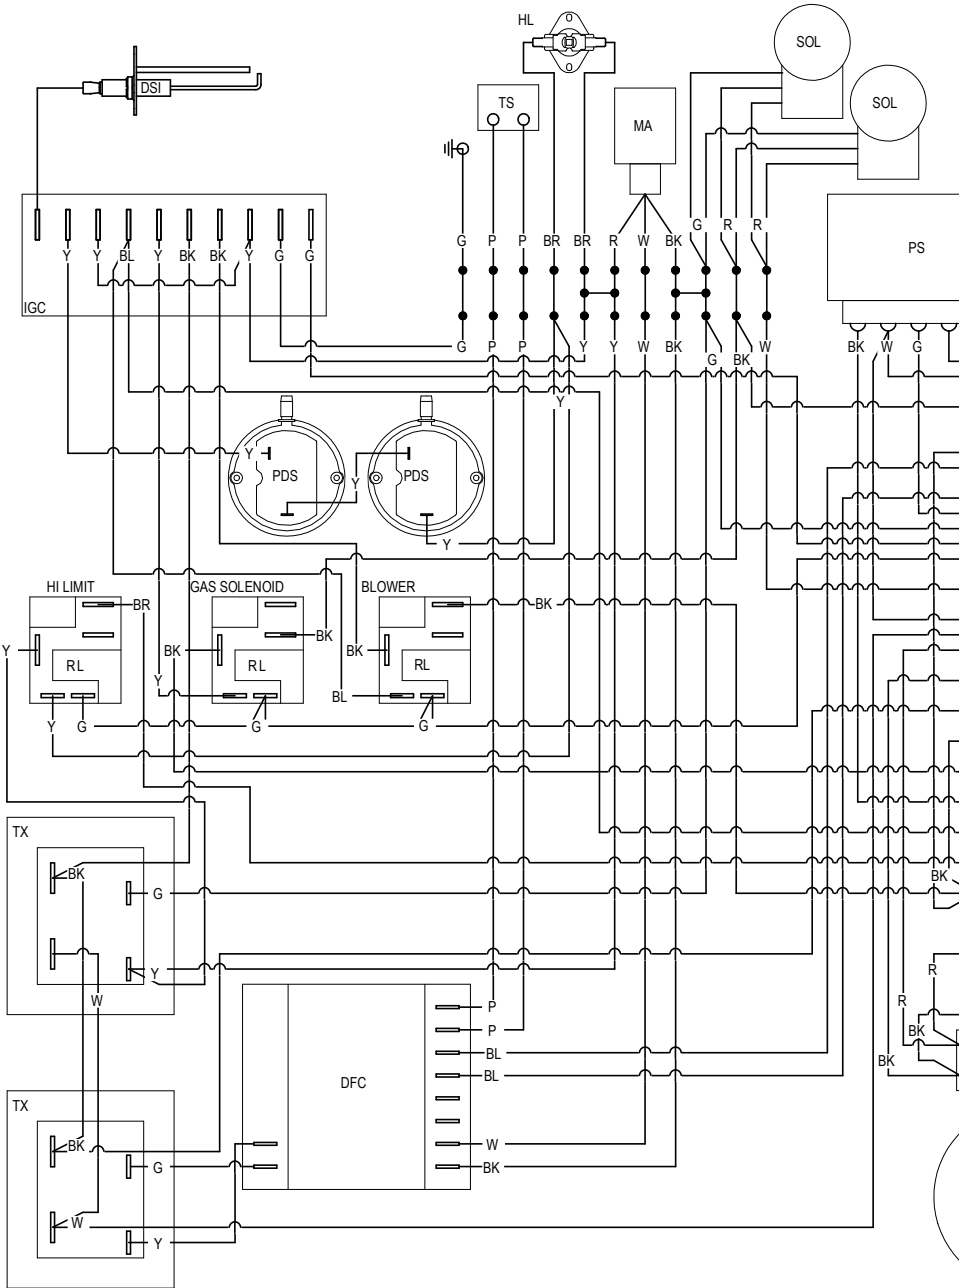 HL
SOL
DSI
TS
SOL
MA
G R R
G P P BR BR R W BK
PS
Y Y BL Y BK BK Y G G
IGC
G P P Y Y W BK G BK W BK W G
Y
Y PDS Y PDS
Y
HI LIMIT GAS SOLENOID BLOWER
BR BK
BK
Y BK BK
RL RL RL
Y BL
Y G G G
TX
BK
BK
G
Y R
W R
P
BK
P
BL
BK
DFC BL
TX
BK W
G BK
W
Y